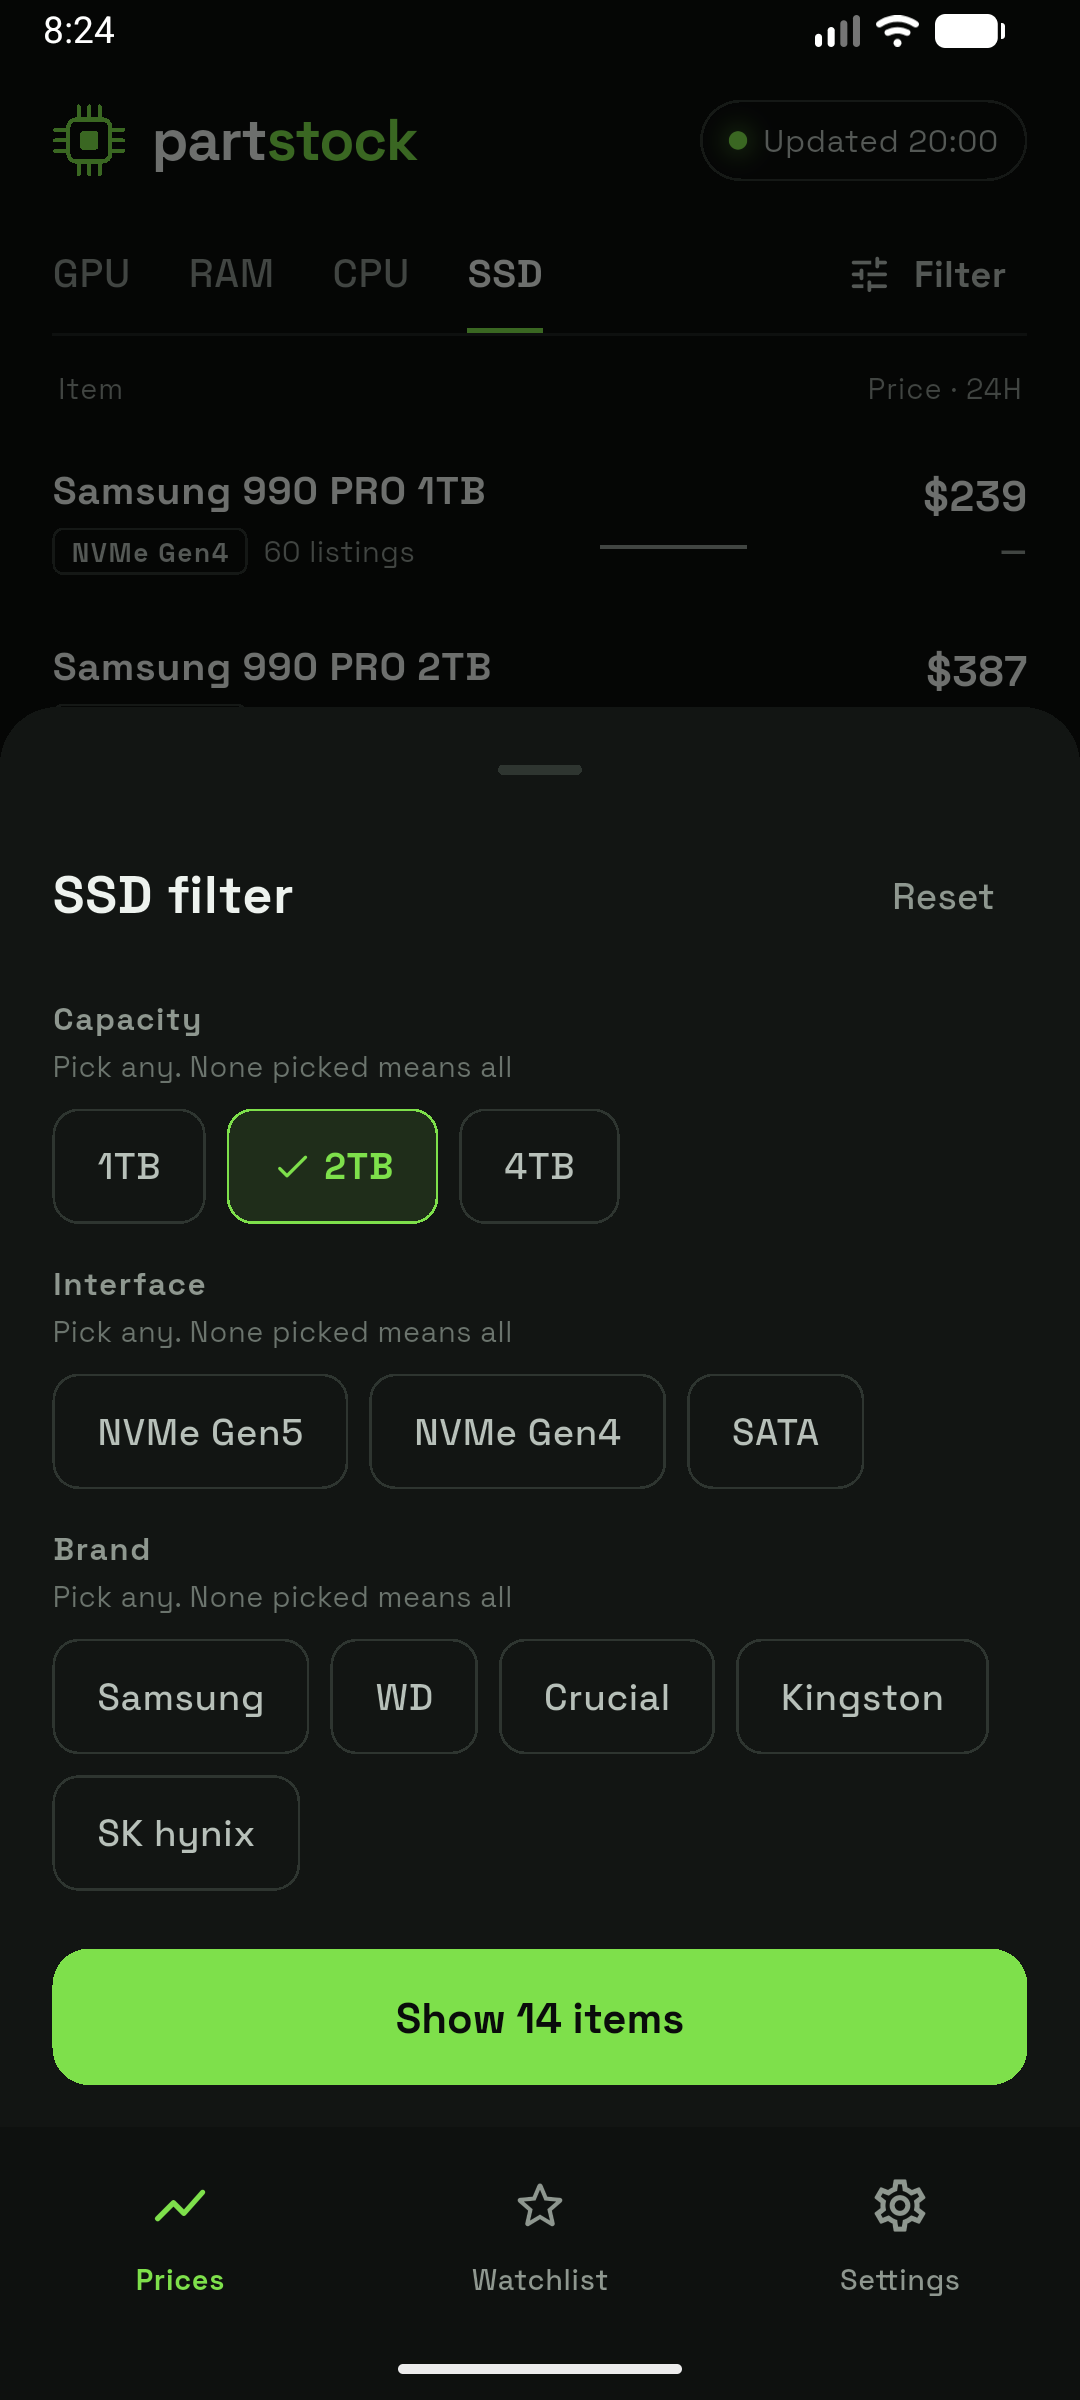 8:24
partstock
Updated 20:00
GPU RAM CPU SSD Filter
Item Price · 24H
Samsung 990 PRO 1TB $239
NVMe Gen4 60 listings —
Samsung 990 PRO 2TB $387
SSD filter Reset
Capacity
Pick any. None picked means all
1TB 2TB 4TB
Interface
Pick any. None picked means all
NVMe Gen5 NVMe Gen4 SATA
Brand
Pick any. None picked means all
Samsung WD Crucial Kingston
SK hynix
Show 14 items
Prices Watchlist Settings